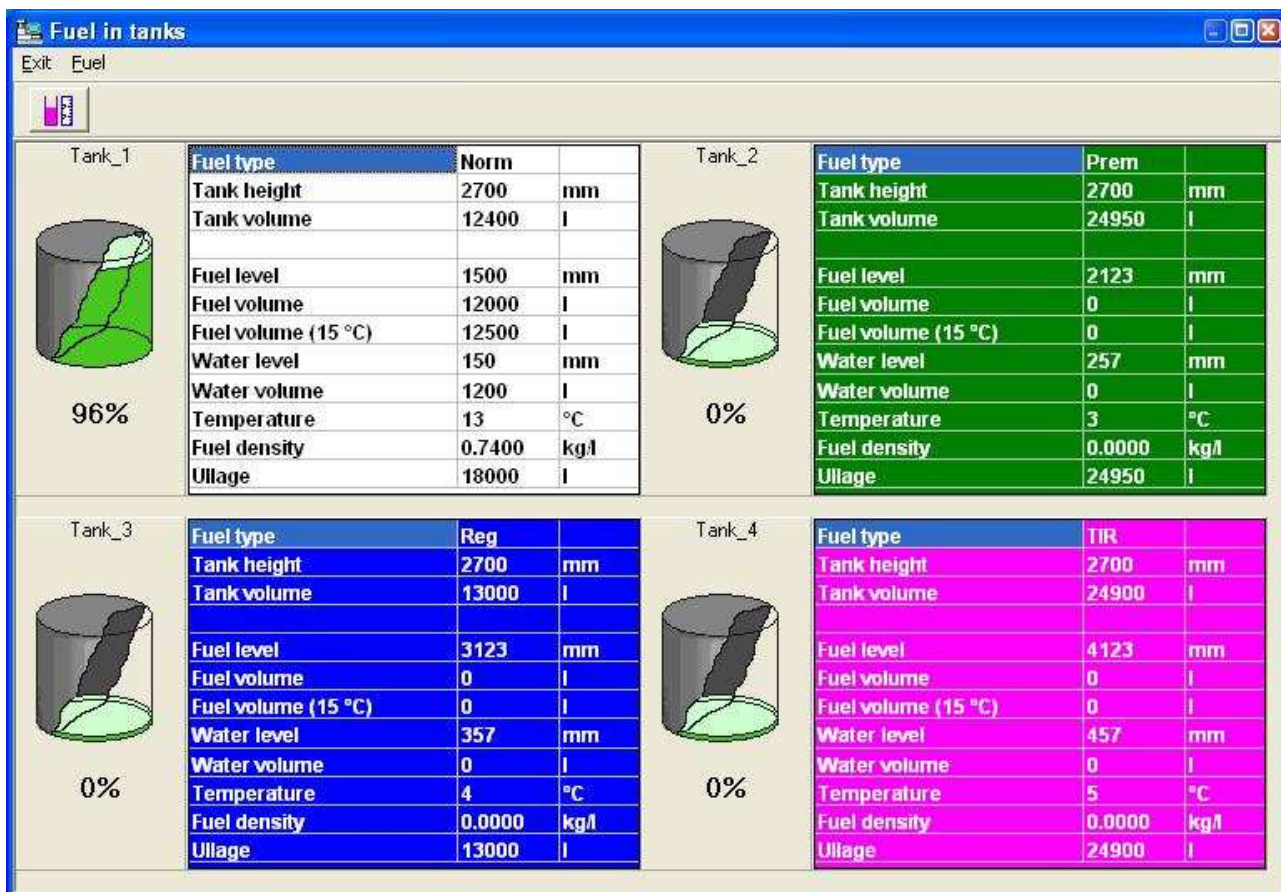 Fuel in tanks
Exit Fuel
Tank_1
Fuel type Norm
Tank height 2700 mm
Tank volume 12400 l
Fuel level 1500 mm
Fuel volume 12000 l
Fuel volume (15 °C) 12500 l
Water level 150 mm
Water volume 1200 l
Temperature 13 °C
Fuel density 0.7400 kg/l
Ullage 18000 l
96%
Tank_2
Fuel type Prem
Tank height 2700 mm
Tank volume 24950 l
Fuel level 2123 mm
Fuel volume 0 l
Fuel volume (15 °C) 0 l
Water level 257 mm
Water volume 0 l
Temperature 3 °C
Fuel density 0.0000 kg/l
Ullage 24950 l
0%
Tank_3
Fuel type Reg
Tank height 2700 mm
Tank volume 13000 l
Fuel level 3123 mm
Fuel volume 0 l
Fuel volume (15 °C) 0 l
Water level 357 mm
Water volume 0 l
Temperature 4 °C
Fuel density 0.0000 kg/l
Ullage 13000 l
0%
Tank_4
Fuel type TIR
Tank height 2700 mm
Tank volume 24900 l
Fuel level 4123 mm
Fuel volume 0 l
Fuel volume (15 °C) 0 l
Water level 457 mm
Water volume 0 l
Temperature 5 °C
Fuel density 0.0000 kg/l
Ullage 24900 l
0%